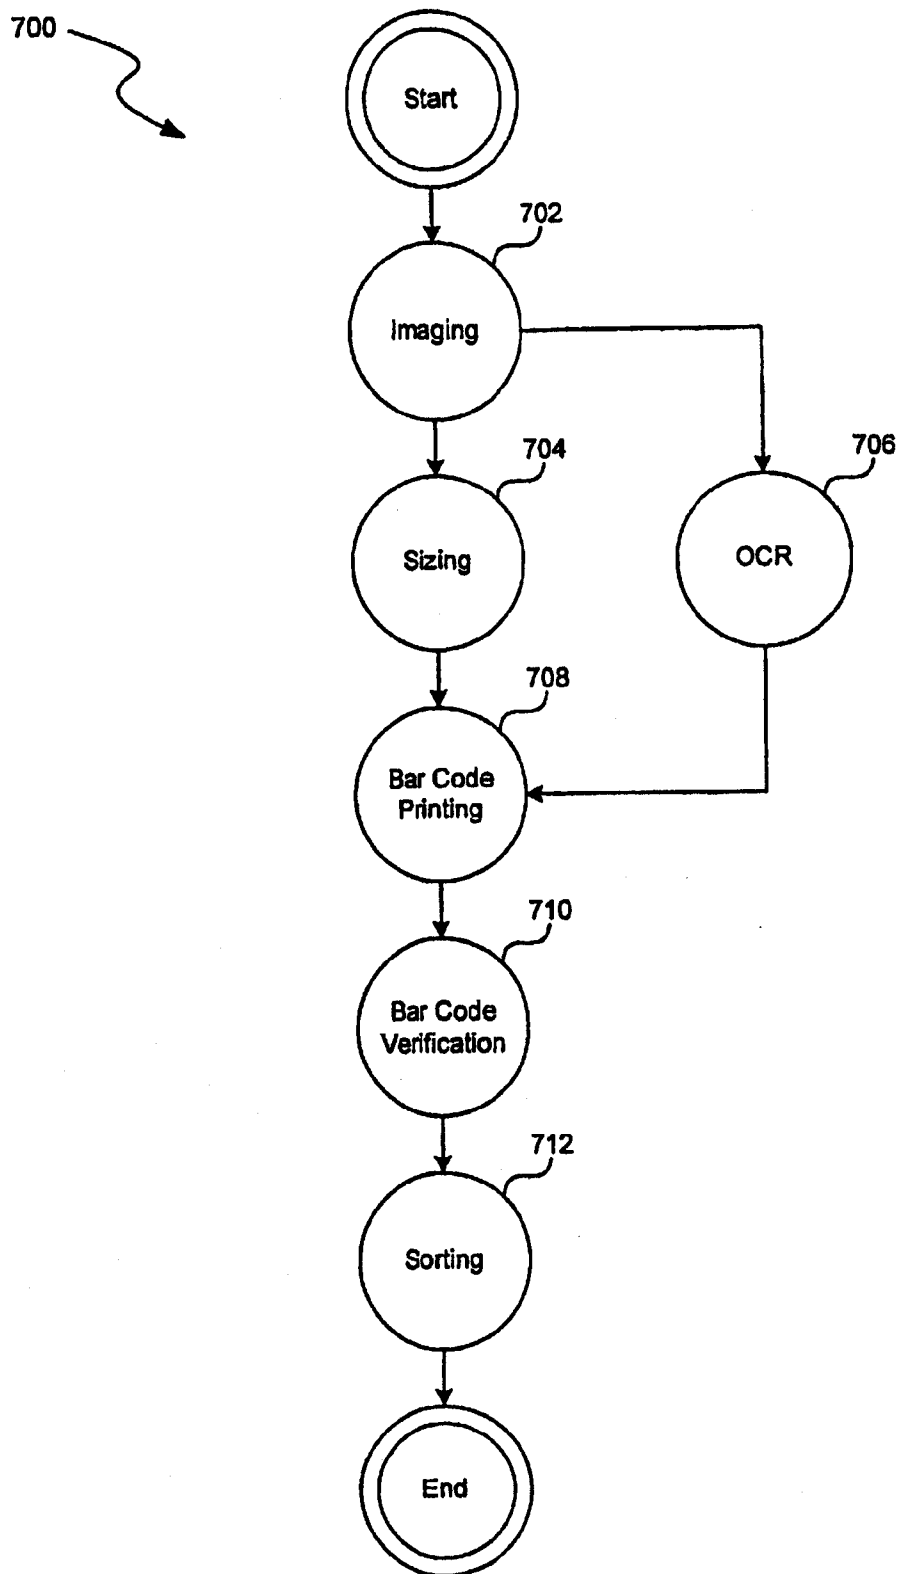 700
Start
702
Imaging
704
706
Sizing
OCR
708
Bar Code
Printing
710
Bar Code
Verification
712
Sorting
End